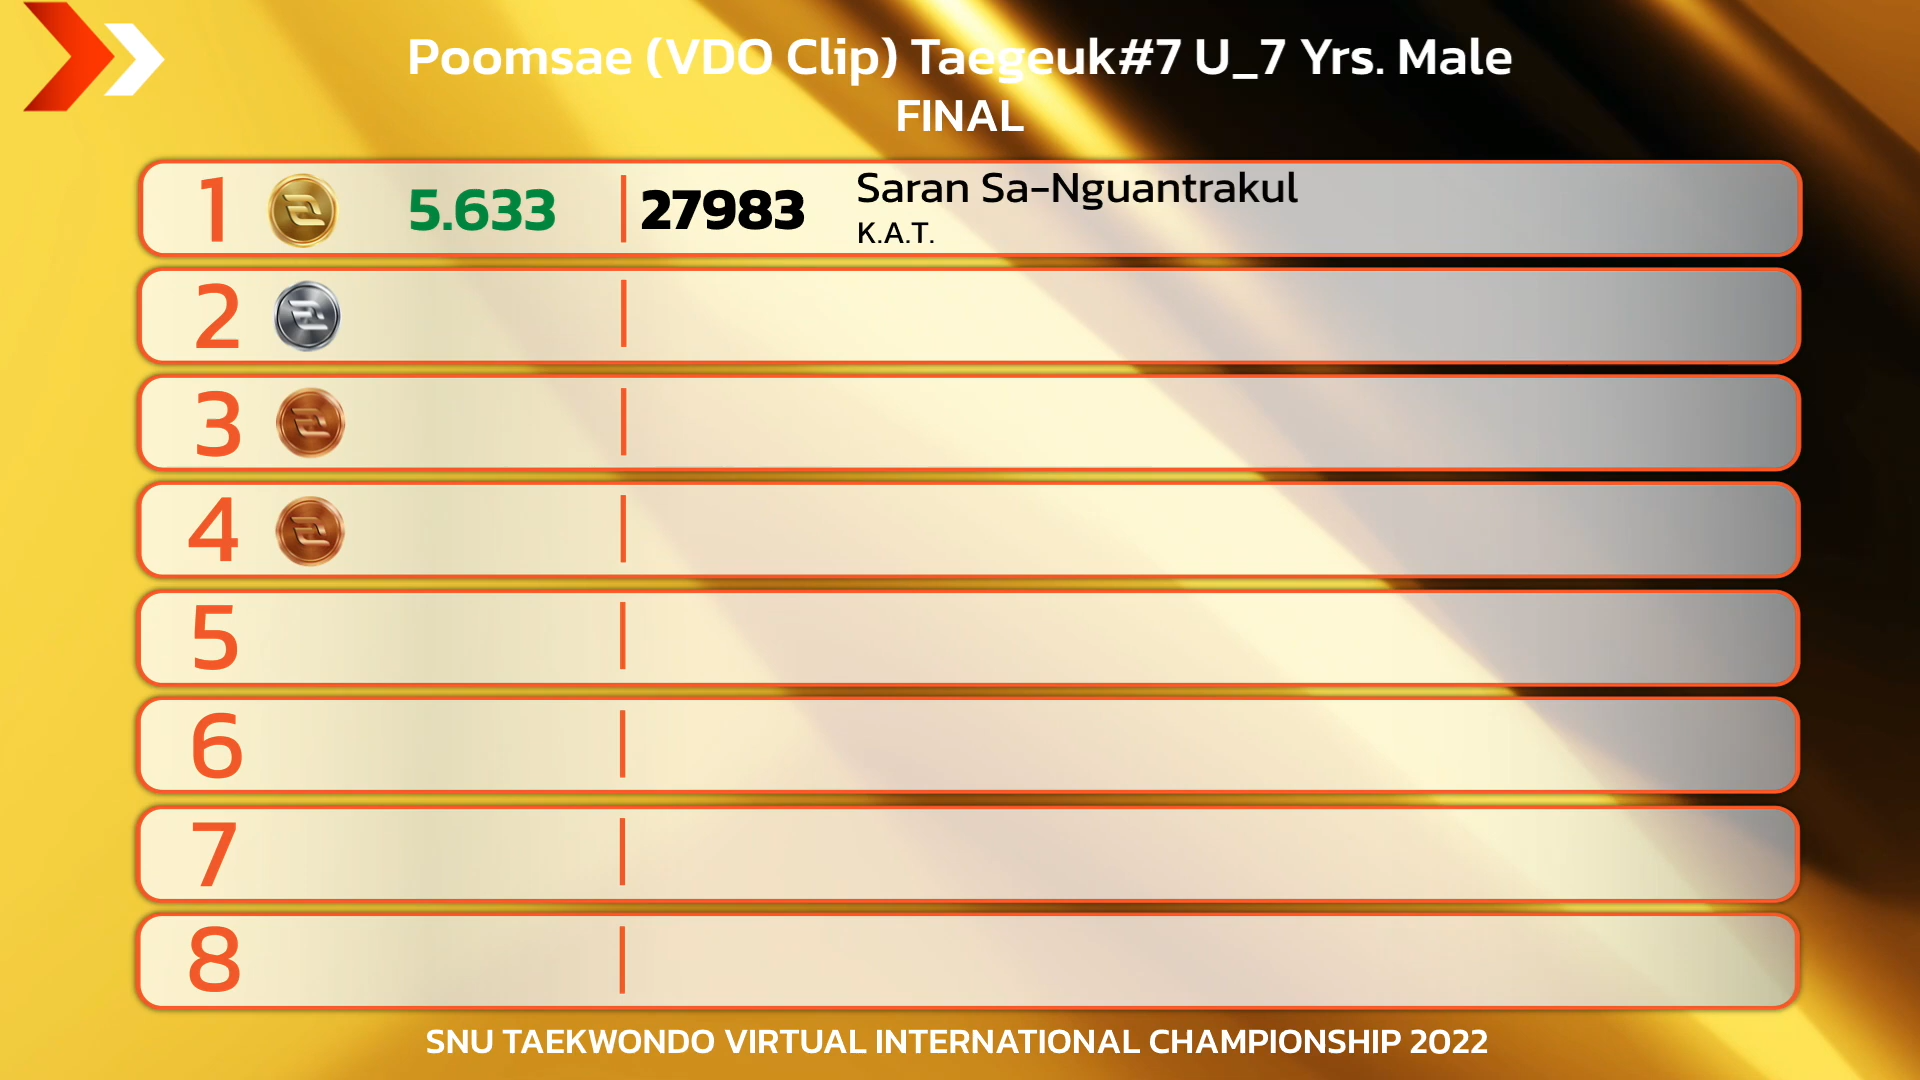 Poomsae (VDO Clip) Taegeuk#7 U_7 Yrs. Male
FINAL
1 5.633 27983 Saran Sa-Nguantrakul
K.A.T.
2
3
4
5
6
7
8
SNU TAEKWONDO VIRTUAL INTERNATIONAL CHAMPIONSHIP 2022